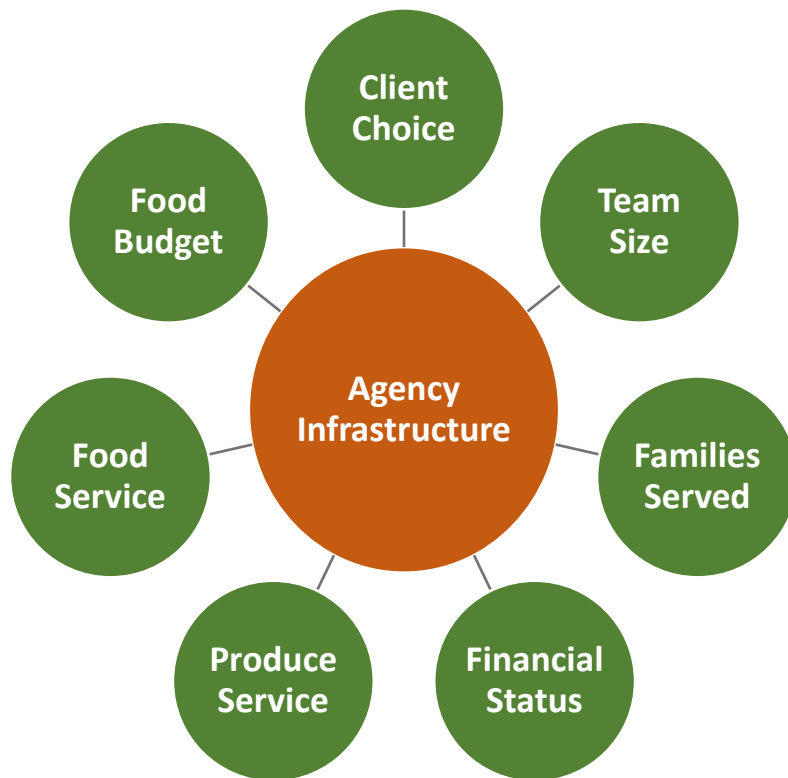 Client
Choice
Team
Size
Families
Served
Financial
Status
Produce
Service
Food
Service
Food
Budget
Agency
Infrastructure